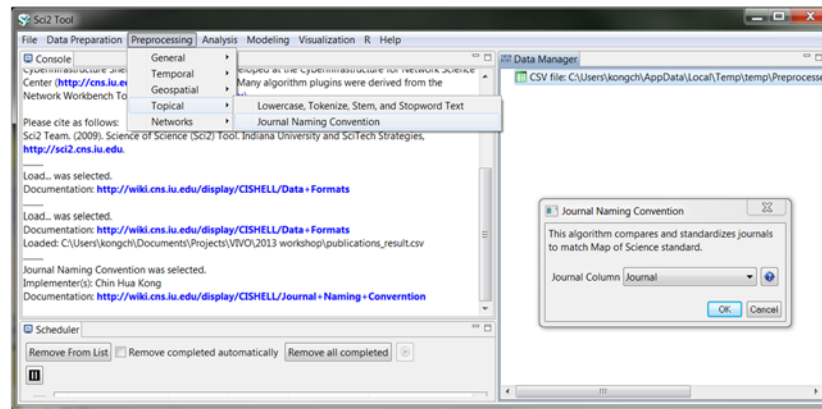 Sci2 Tool
File Data Preparation Preprocessing Analysis Modeling Visualization R Help
Console
General
Temporal
Geospatial
Topical
Networks
Lowercase, Tokenize, Stem, and Stopword Text
Journal Naming Convention
eloped at the Cyberinfrastructure for Network Science
Center (http://cns.iu.e Many algorithm plugins were derived from the
Network Workbench To
Please cite as follows:
Sci2 Team. (2009). Science of Science (Sci2) Tool. Indiana University and SciTech Strategies,
http://sci2.cns.iu.edu.
Load... was selected.
Documentation: http://wiki.cns.iu.edu/display/CISHELL/Data+Formats
Load... was selected.
Documentation: http://wiki.cns.iu.edu/display/CISHELL/Data+Formats
Loaded: C:\Users\kongch\Documents\Projects\VIVO\2013 workshop\publications_result.csv
Journal Naming Convention was selected.
Implementer(s): Chin Hua Kong
Documentation: http://wiki.cns.iu.edu/display/CISHELL/Journal+Naming+Converntion
Scheduler
Remove From List Remove completed automatically Remove all completed
Data Manager
CSV file: C:\Users\kongch\AppData\Local\Temp\temp\Preprocesse
Journal Naming Convention
This algorithm compares and standardizes journals
to match Map of Science standard.
Journal Column Journal
OK Cancel